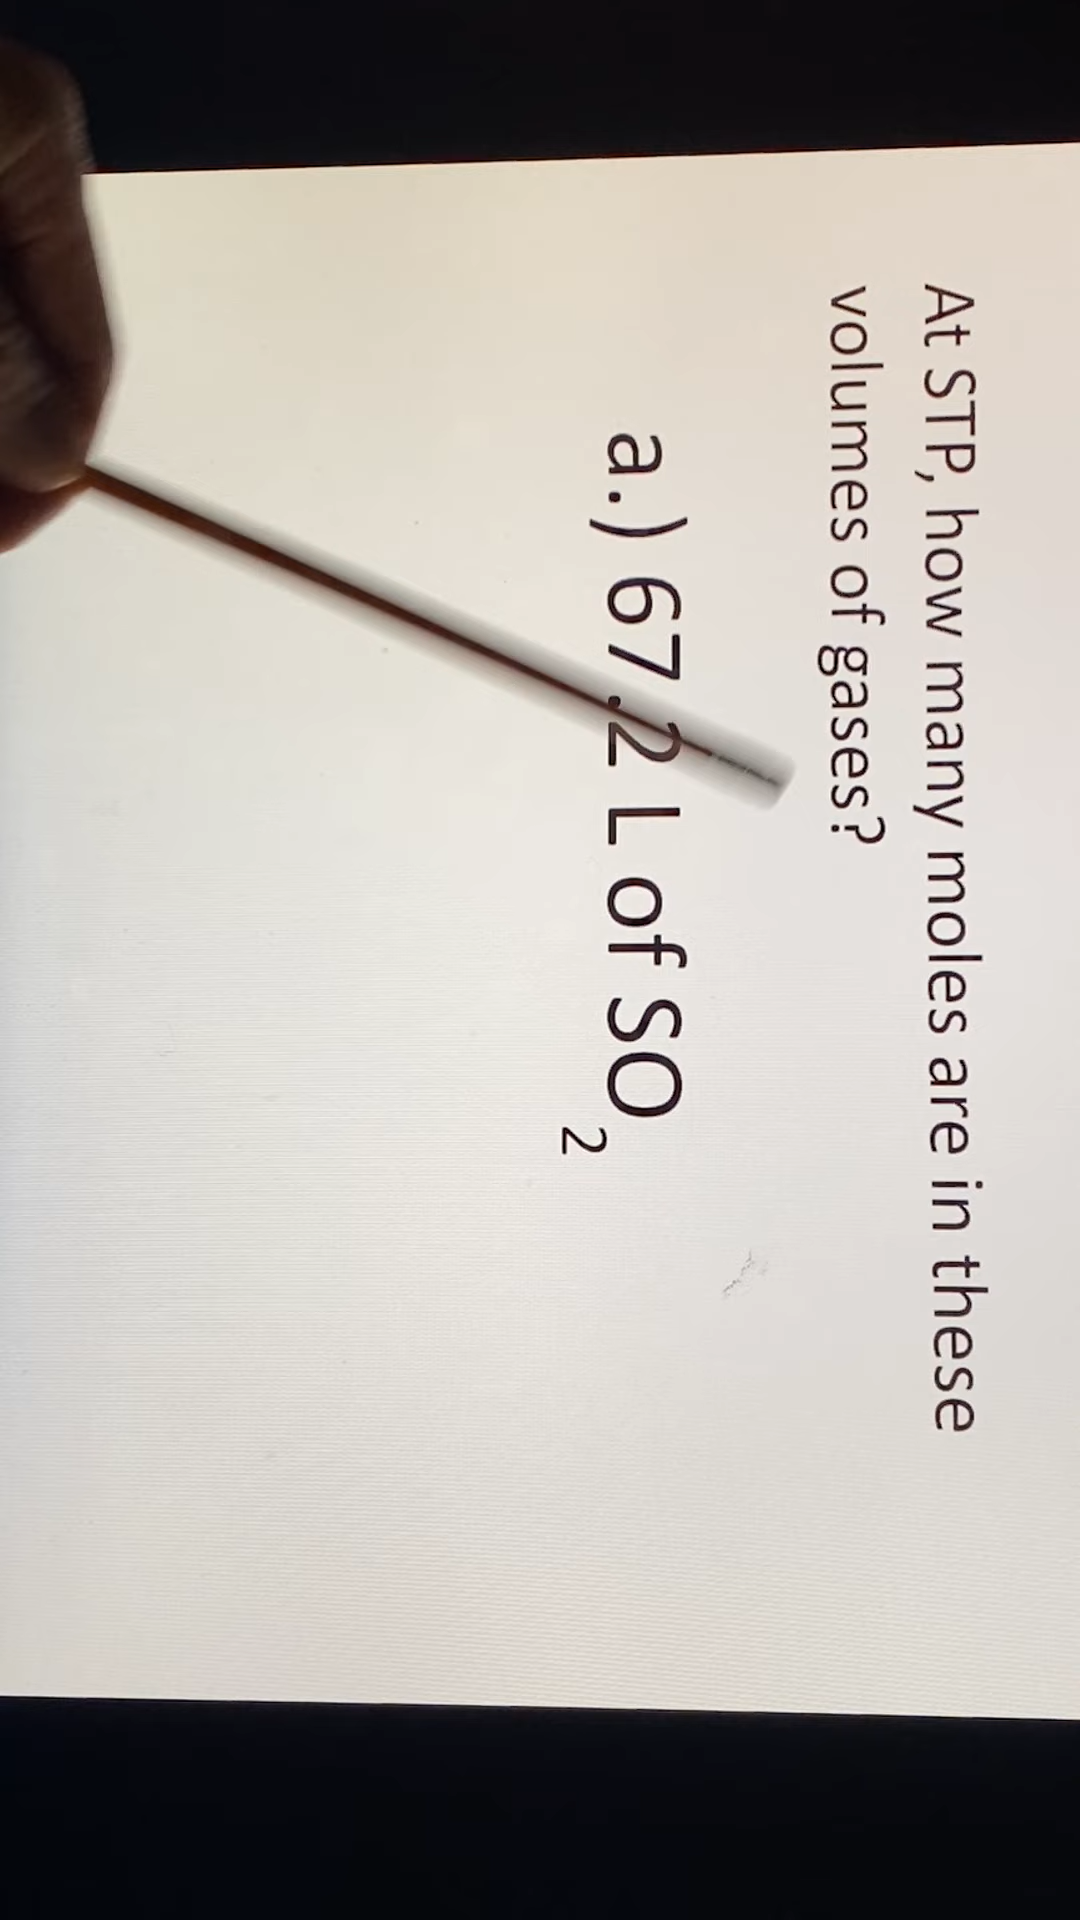 At STP, how many moles are in these
volumes of gases?
a.) 67.2 L of SO₂